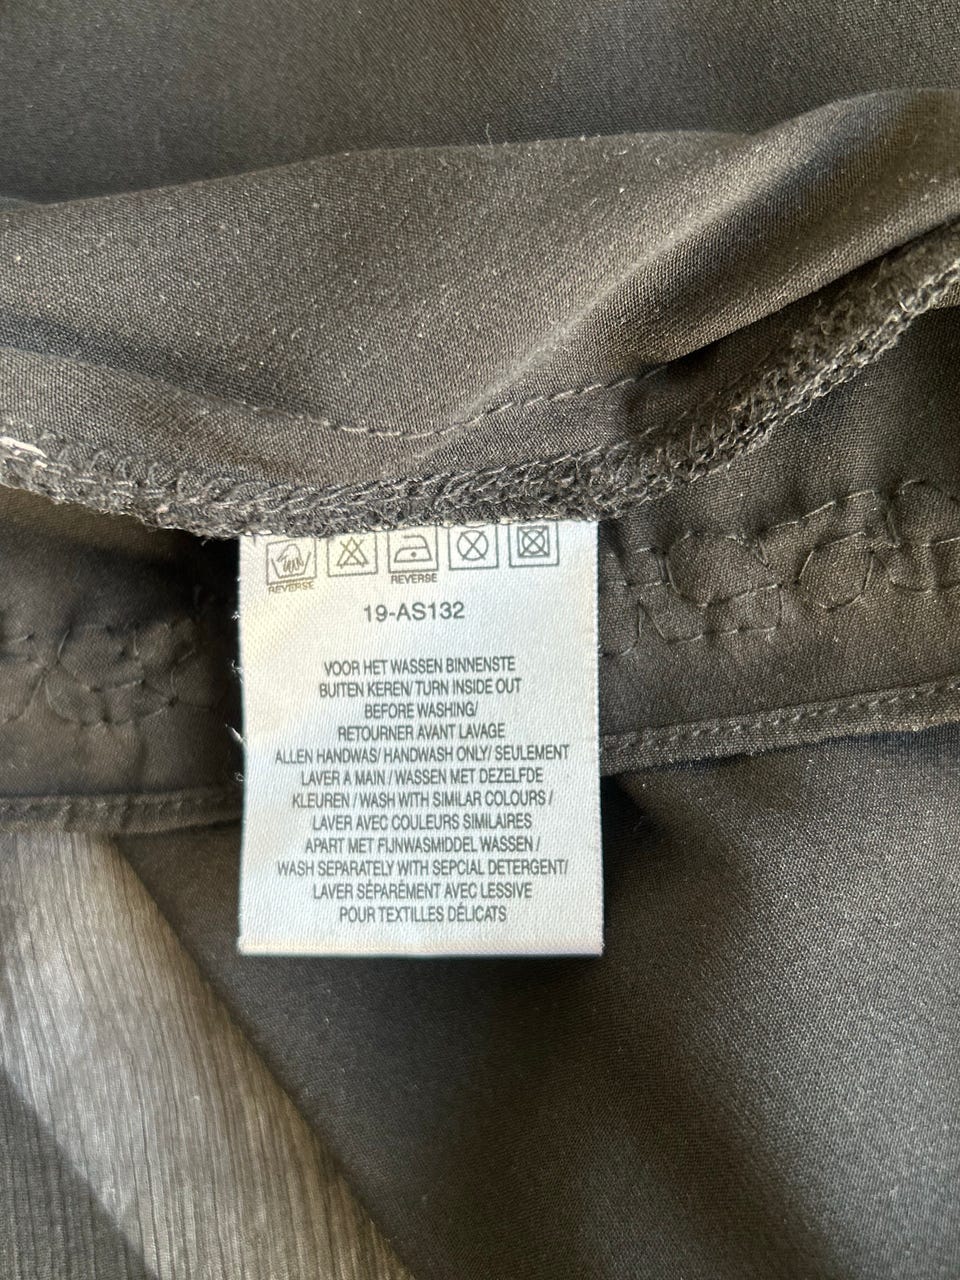 REVERSE
REVERSE
19-AS132
VOOR HET WASSEN BINNENSTE
BUITEN KEREN/ TURN INSIDE OUT
BEFORE WASHING/
RETOURNER AVANT LAVAGE
ALLEN HANDWAS/ HANDWASH ONLY/ SEULEMENT
LAVER A MAIN / WASSEN MET DEZELFDE
KLEUREN / WASH WITH SIMILAR COLOURS /
LAVER AVEC COULEURS SIMILAIRES
APART MET FIJNWASMIDDEL WASSEN /
WASH SEPARATELY WITH SEPCIAL DETERGENT/
LAVER SÉPARÉMENT AVEC LESSIVE
POUR TEXTILLES DÉLICATS